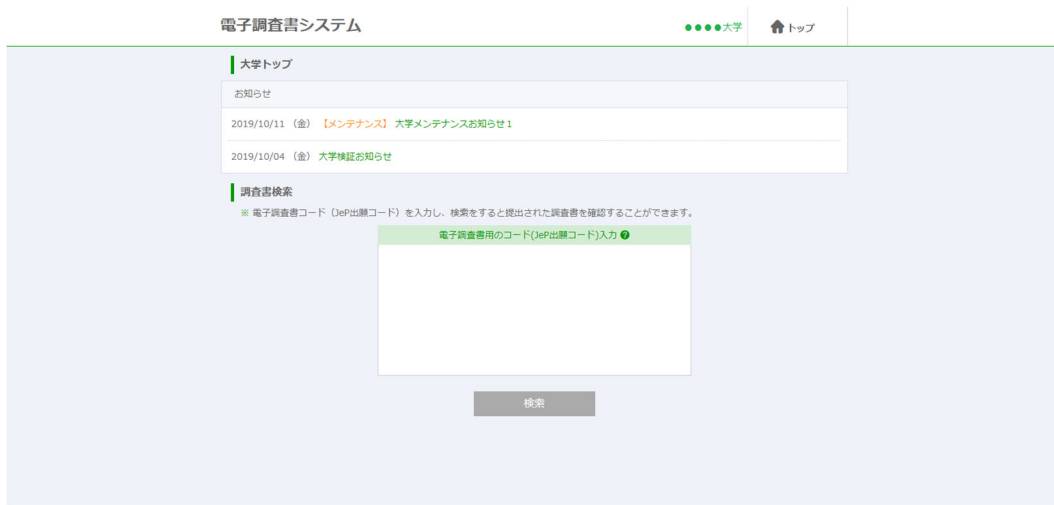 電子調査書システム
●●●●大学
トップ
大学トップ
お知らせ
2019/10/11 （金） 【メンテナンス】 大学メンテナンスお知らせ1
2019/10/04 （金） 大学検証お知らせ
調査書検索
※ 電子調査書コード（JeP出願コード）を入力し、検索をすると提出された調査書を確認することができます。
電子調査書用のコード(JeP出願コード)入力 ?
検索